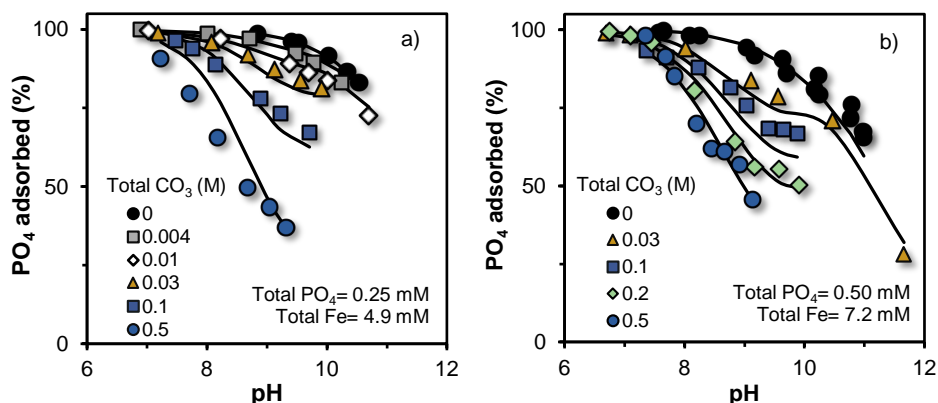 a)
PO4 adsorbed (%)
100
50
0
Total CO3 (M)
0
0.004
0.01
0.03
0.1
0.5
Total PO4= 0.25 mM
Total Fe= 4.9 mM
6 8 10 12
pH
b)
PO4 adsorbed (%)
100
50
0
Total CO3 (M)
0
0.03
0.1
0.2
0.5
Total PO4= 0.50 mM
Total Fe= 7.2 mM
6 8 10 12
pH